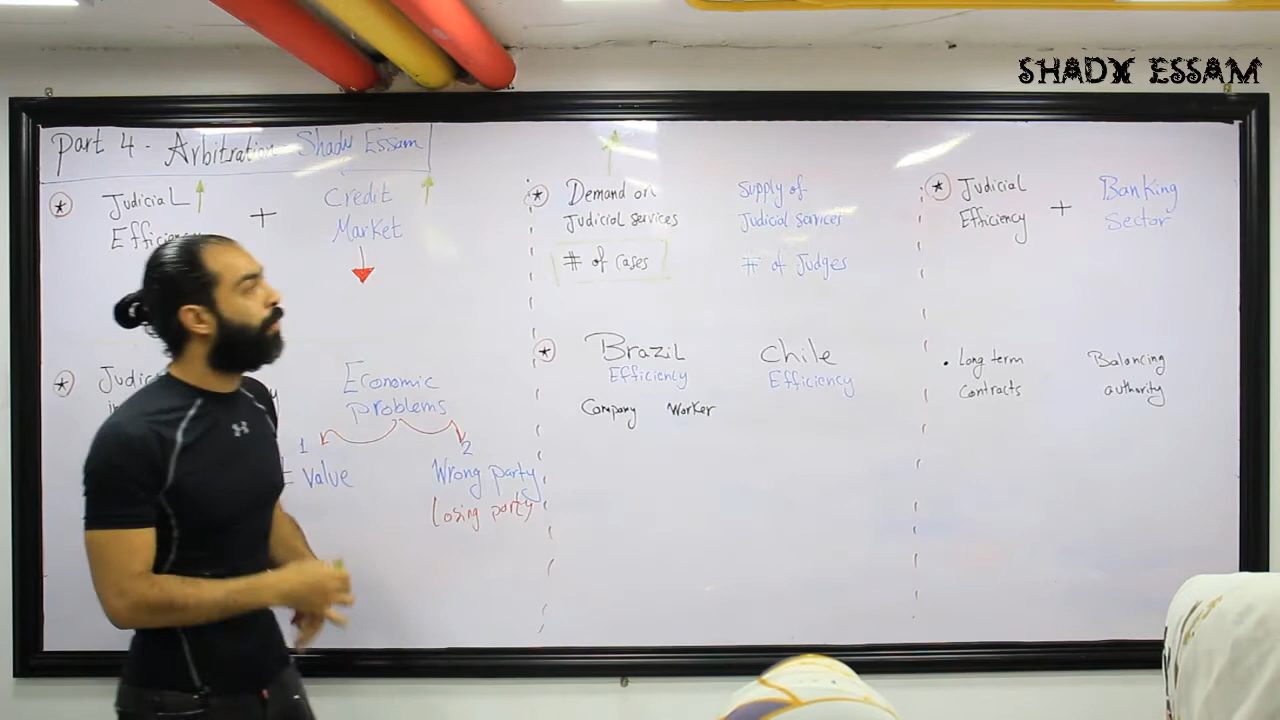 SHADY ESSAM
Part 4 - Arbitration - Shady Essam
Judicial
Efficiency
+
Credit
Market
Economic
problems
1
2
Value
Wrong party
Losing party
Demand on
Judicial services
# of Cases
Supply of
Judicial services
# of Judges
Brazil
Efficiency
Company Worker
Chile
Efficiency
Judicial
Efficiency
+
Banking
Sector
Long term
contracts
Balancing
authority